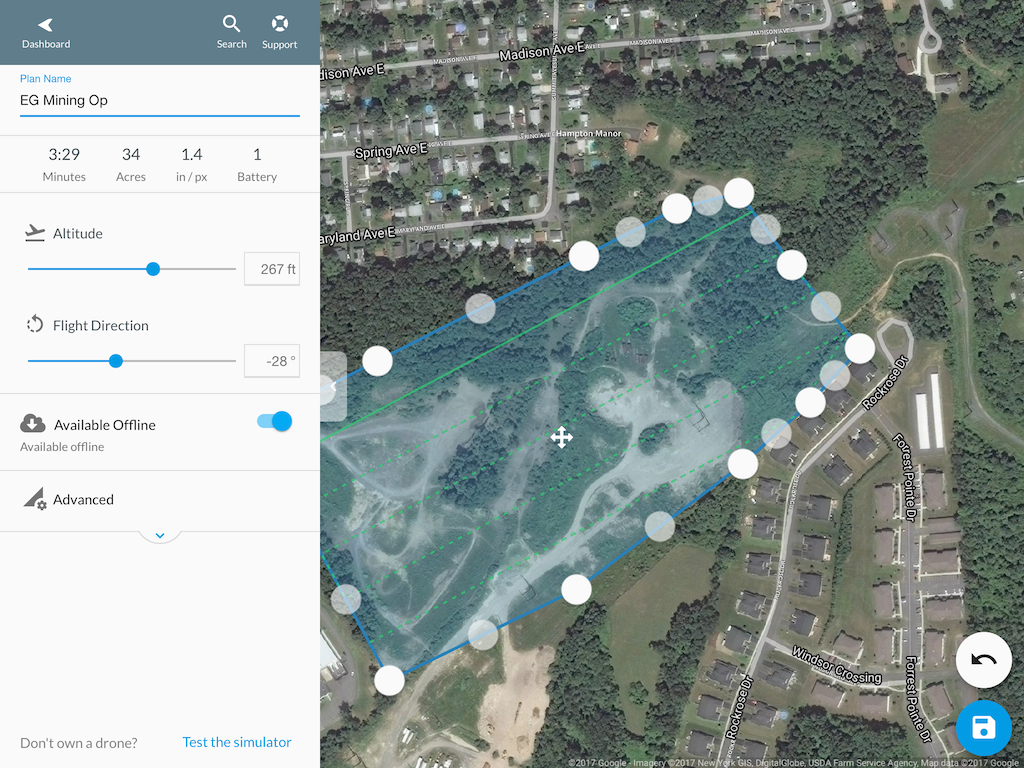 Dashboard
Search
Support
Plan Name
EG Mining Op
3:29
34
1.4
1
Minutes
Acres
in / px
Battery
Altitude
267 ft
Flight Direction
-28 °
Available Offline
Available offline
Advanced
Don't own a drone?
Test the simulator
Madison Ave E
MADISON AVE E
MADISON AVE E
MADISON AVE E
dison Ave E
Hampton Manor
Spring Ave E
aryland Ave E
MARYLAND AVE E
Rockrose Dr
Forrest Pointe Dr
Windsor Crossing
Rockrose Dr
Forrest Pointe Dr
©2017 Google - Imagery ©2017 New York GIS, DigitalGlobe, USDA Farm Service Agency, Map data ©2017 Google